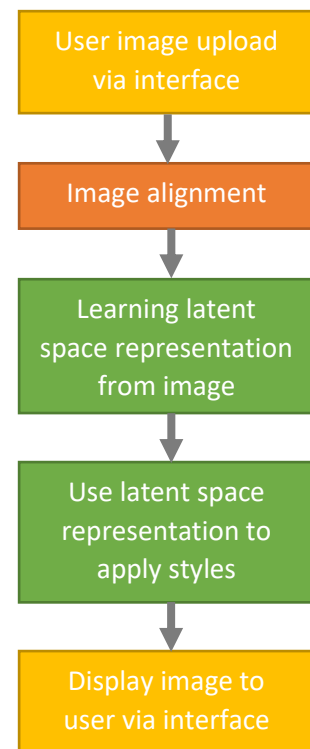 User image upload
via interface
Image alignment
Learning latent
space representation
from image
Use latent space
representation to
apply styles
Display image to
user via interface